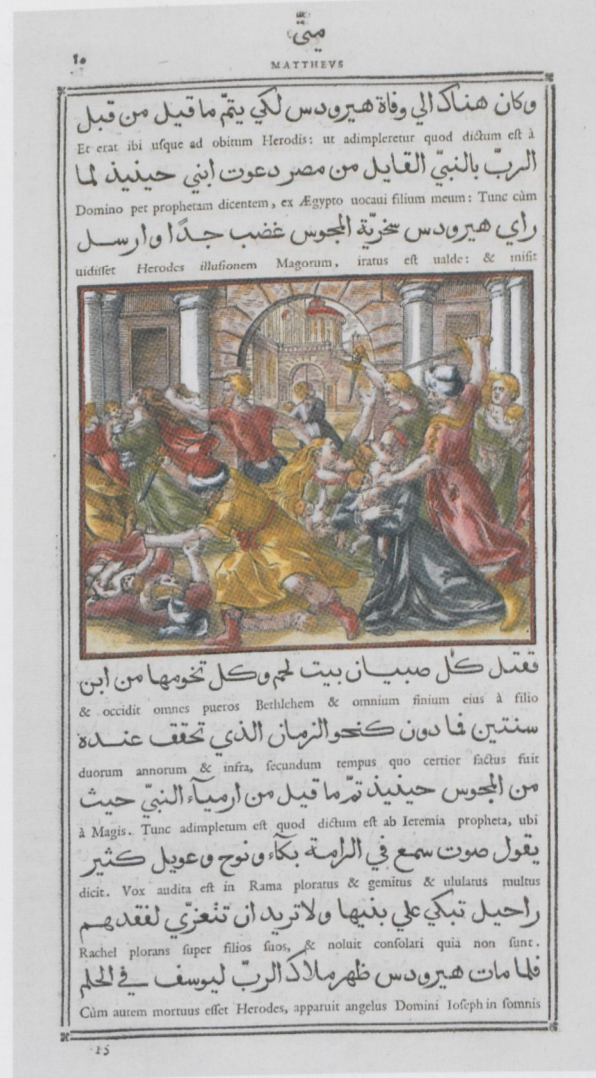 متّى
MATTHEVS
وكان هناك الي وفاة هيرودس لكي يتمّ ما قيل من قبل
Et erat ibi uſque ad obitum Herodis: ut adimpleretur quod dictum eſt à
الربّ بالنبيّ القايل من مصر دعوت ابني حينيذ لما
Domino per prophetam dicentem, ex Ægypto uocaui filium meum: Tunc cùm
راي هيرودس سخريّة المجوس غضب جدًا وارسل
uidiſſet Herodes illuſionem Magorum, iratus eſt ualde: & miſit
فقتل كل صبيان بيت لحم وكل تخومها من ابن
& occidit omnes pueros Bethlehem & omnium finium eius à filio
سنتين فما دون كنحو الزمان الذي تحقق عنده
duorum annorum & infra, ſecundum tempus quo certior factus fuit
من المجوس حينيذ تمّ ما قيل من ارمياء النبيّ حيث
à Magis. Tunc adimpletum eſt quod dictum eſt ab Ieremia propheta, ubi
يقول صوت سمع في الرامة بكاء ونوح وعويل كثير
dicit. Vox audita eſt in Rama ploratus & gemitus & ululatus multus
راحيل تبكي علي بنيها ولا تريد ان تتعزّي لفقدهم
Rachel plorans ſuper filios ſuos, & noluit conſolari quia non ſunt.
فلما مات هيرودس ظهر ملاك الربّ ليوسف في الحلم
Cùm autem mortuus eſſet Herodes, apparuit angelus Domini Ioſeph in ſomnis
15